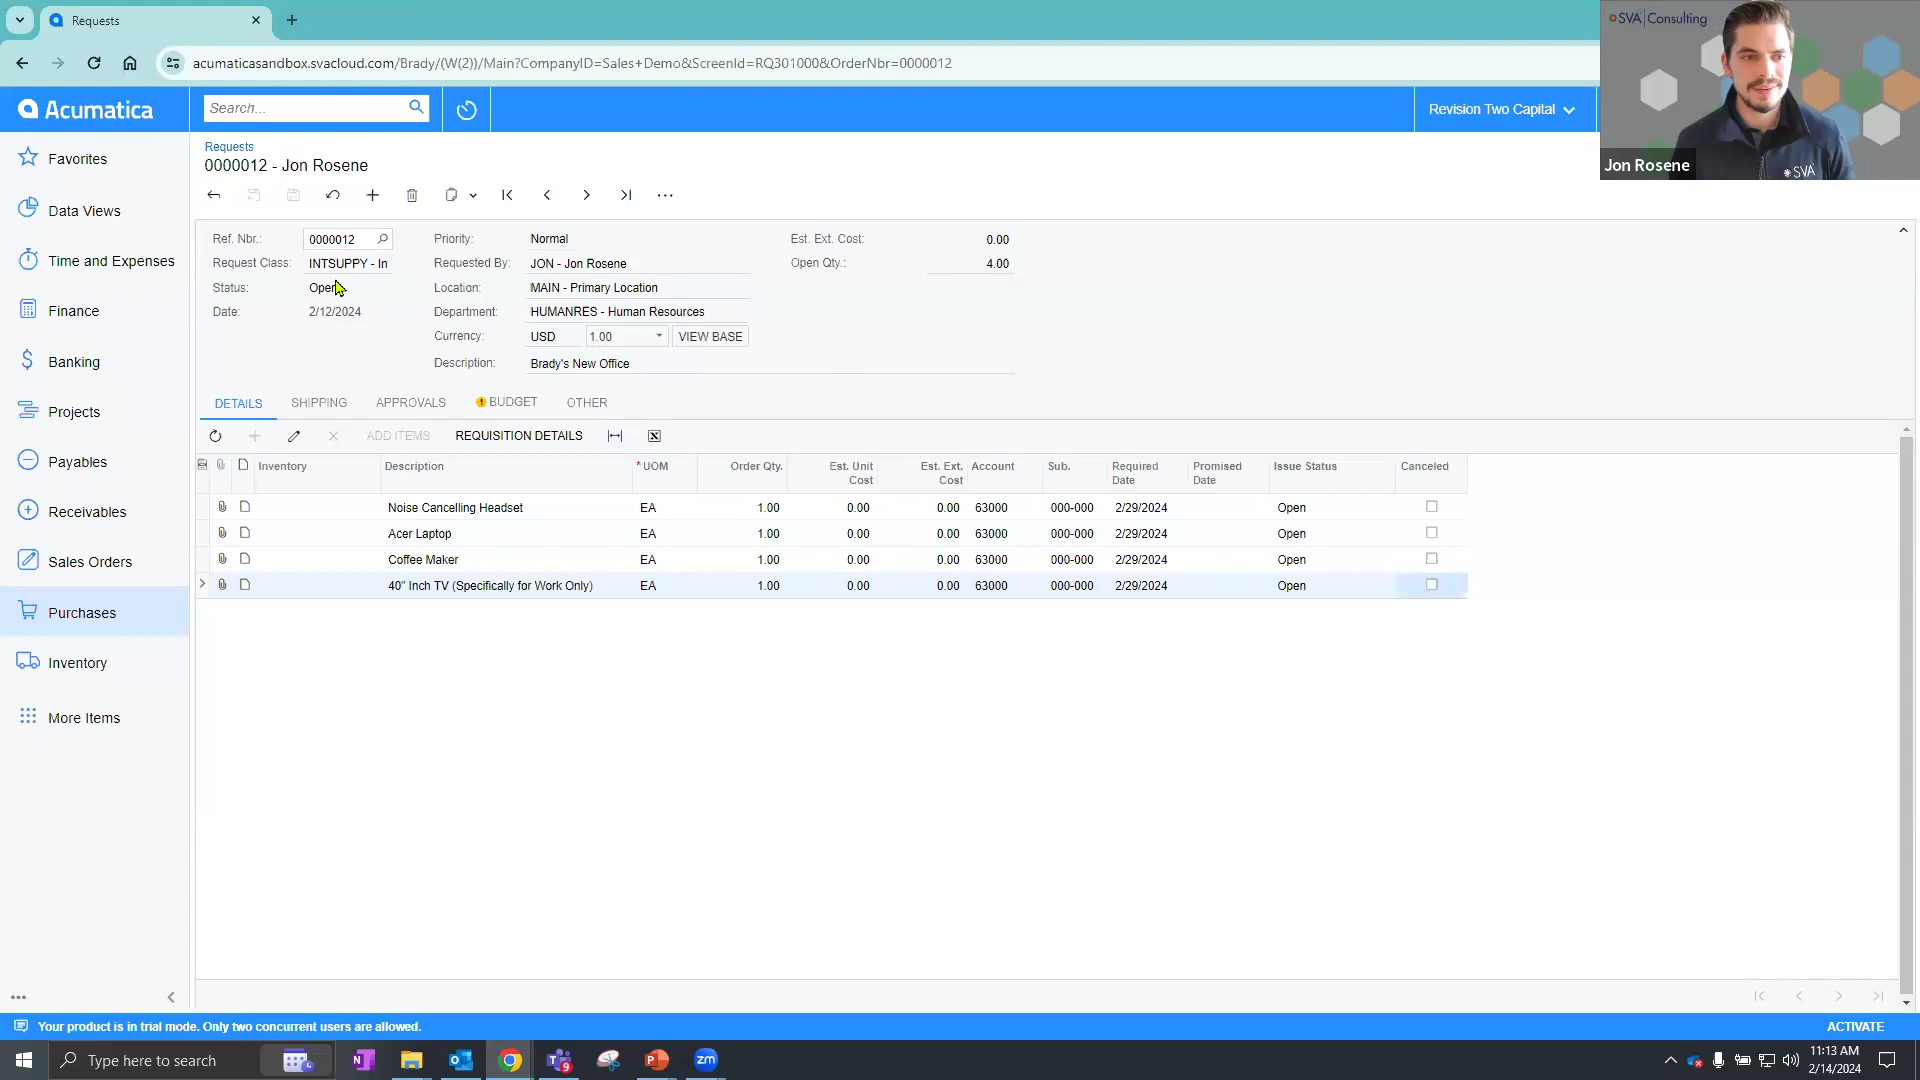 Requests
acumaticasandbox.svacloud.com/Brady/(W(2))/Main?CompanyID=Sales+Demo&ScreenId=RQ301000&OrderNbr=0000012
SVA Consulting
Jon Rosene
SVA
Acumatica
Search...
Revision Two Capital
Favorites
Data Views
Time and Expenses
Finance
Banking
Projects
Payables
Receivables
Sales Orders
Purchases
Inventory
More Items
Requests
0000012 - Jon Rosene
Ref. Nbr.: 0000012 Priority: Normal Est. Ext. Cost: 0.00
Request Class: INTSUPPY - In Requested By: JON - Jon Rosene Open Qty.: 4.00
Status: Open Location: MAIN - Primary Location
Date: 2/12/2024 Department: HUMANRES - Human Resources
Currency: USD 1.00 VIEW BASE
Description: Brady's New Office
DETAILS SHIPPING APPROVALS BUDGET OTHER
ADD ITEMS REQUISITION DETAILS
Inventory Description * UOM Order Qty. Est. Unit Cost Est. Ext. Cost Account Sub. Required Date Promised Date Issue Status Canceled
Noise Cancelling Headset EA 1.00 0.00 0.00 63000 000-000 2/29/2024 Open
Acer Laptop EA 1.00 0.00 0.00 63000 000-000 2/29/2024 Open
Coffee Maker EA 1.00 0.00 0.00 63000 000-000 2/29/2024 Open
40" Inch TV (Specifically for Work Only) EA 1.00 0.00 0.00 63000 000-000 2/29/2024 Open
Your product is in trial mode. Only two concurrent users are allowed. ACTIVATE
Type here to search
N
9
P
zm
11:13 AM
2/14/2024